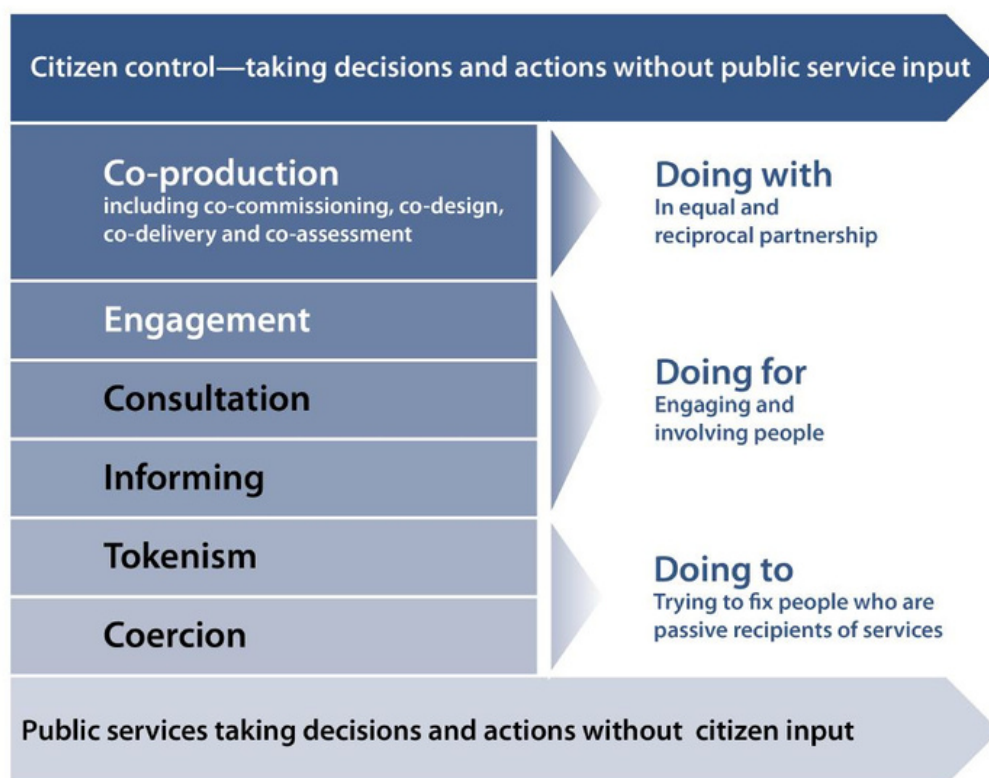 Citizen control—taking decisions and actions without public service input
Co-production
including co-commissioning, co-design,
co-delivery and co-assessment
Doing with
In equal and
reciprocal partnership
Engagement
Consultation
Informing
Doing for
Engaging and
involving people
Tokenism
Coercion
Doing to
Trying to fix people who are
passive recipients of services
Public services taking decisions and actions without citizen input